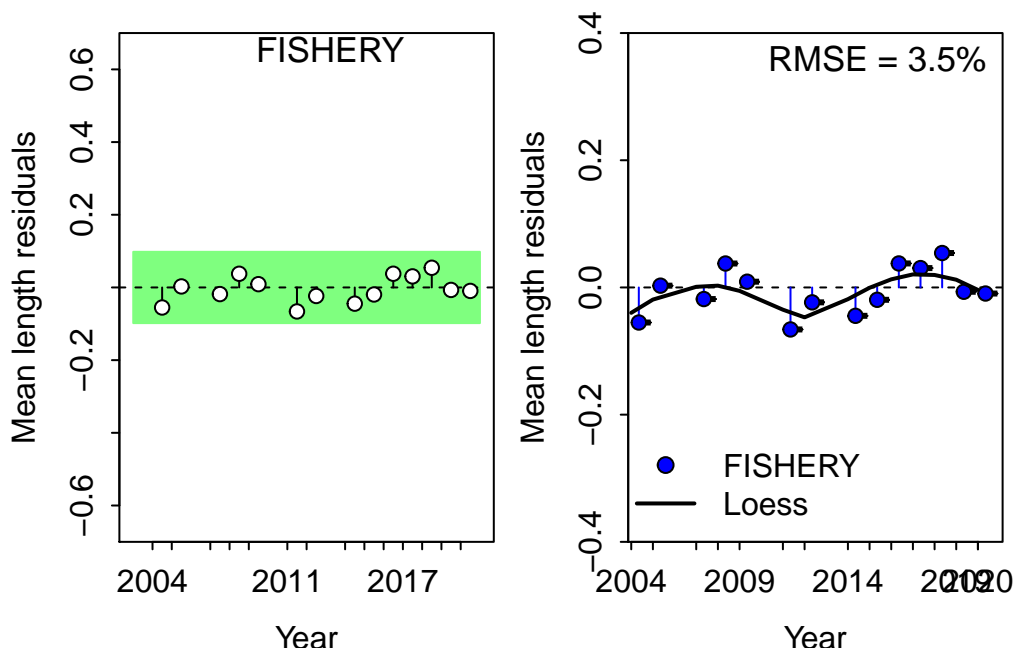 FISHERY
Mean length residuals
0.6
0.4
0.2
−0.2
−0.6
2004 2011 2017
Year
RMSE = 3.5%
Mean length residuals
0.4
0.2
0.0
−0.2
−0.4
FISHERY
Loess
2004 2009 2014 2019 2020
Year